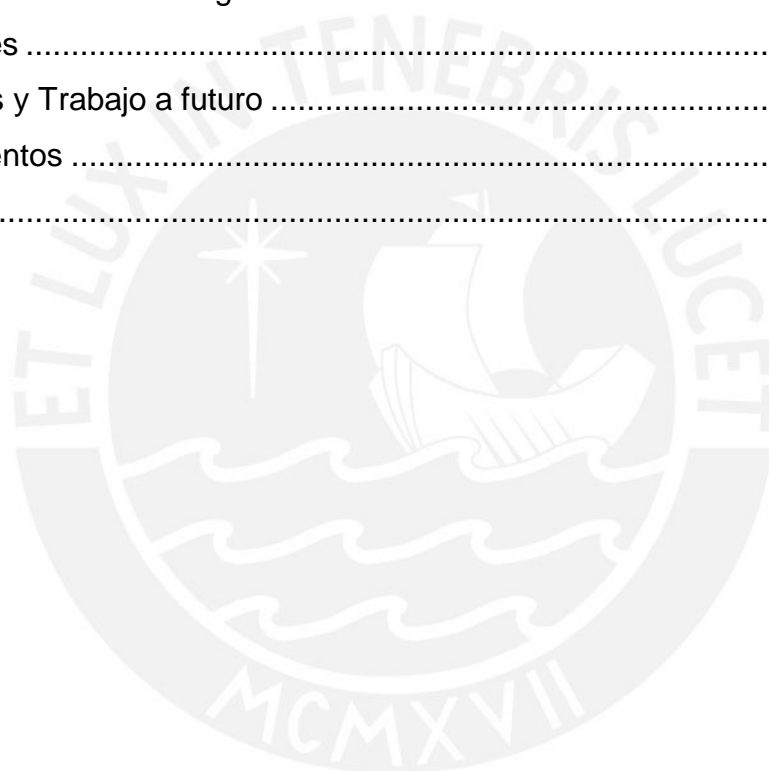 es ................................................................................
s y Trabajo a futuro .......................................................
entos .............................................................................
.....................................................................................
ET LUX IN TENEBRIS LUCET
MCMXVII